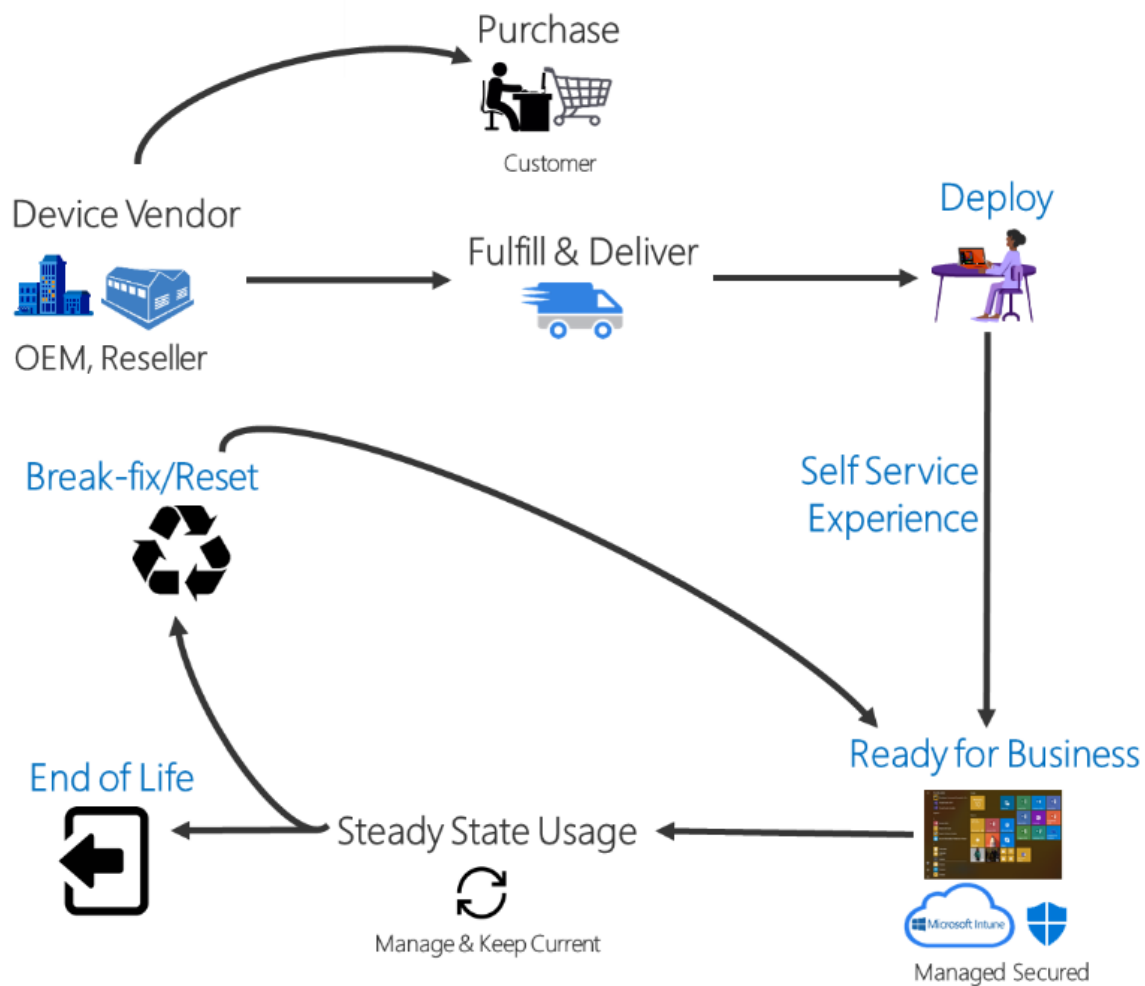 Purchase
Customer
Device Vendor
OEM, Reseller
Fulfill & Deliver
Deploy
Self Service
Experience
Break-fix/Reset
Ready for Business
Microsoft Intune
Managed Secured
Steady State Usage
Manage & Keep Current
End of Life